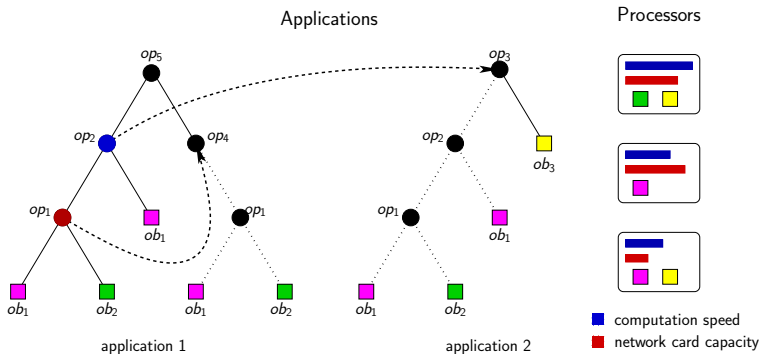 Applications
Processors
op5
op3
op2
op4
op2
ob3
op1
op1
op1
ob1
ob1
ob1
ob2
ob1
ob2
ob1
ob2
application 1
application 2
computation speed
network card capacity